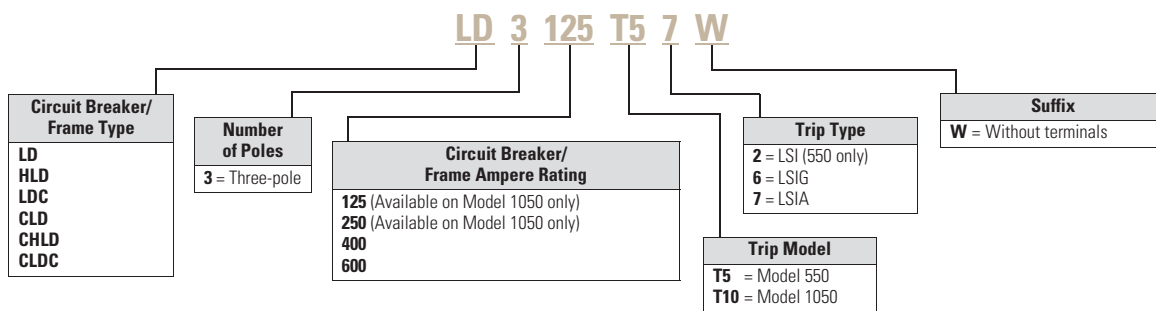 LD 3 125 T5 7 W
Circuit Breaker/
Frame Type
LD
HLD
LDC
CLD
CHLD
CLDC
Number
of Poles
3 = Three-pole
Circuit Breaker/
Frame Ampere Rating
125 (Available on Model 1050 only)
250 (Available on Model 1050 only)
400
600
Trip Model
T5 = Model 550
T10 = Model 1050
Trip Type
2 = LSI (550 only)
6 = LSIG
7 = LSIA
Suffix
W = Without terminals